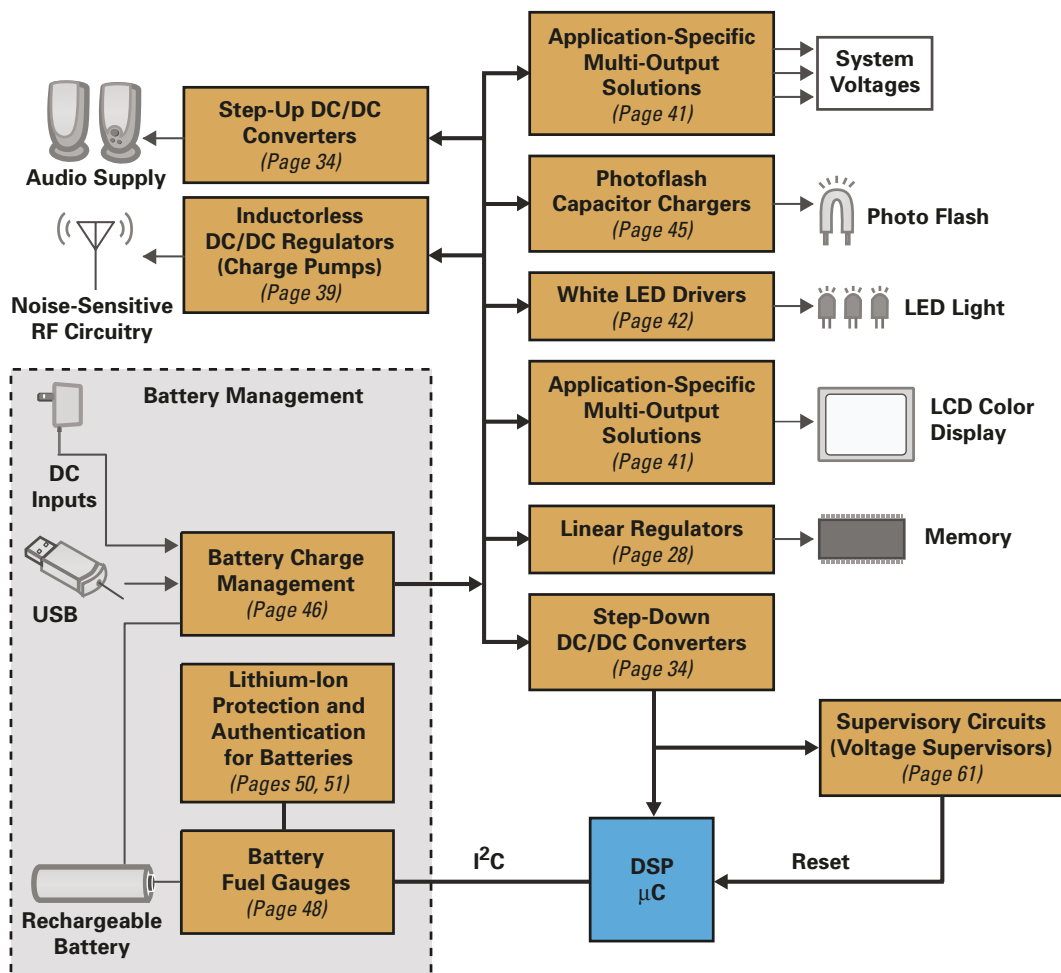 Application-Specific
Multi-Output
Solutions
(Page 41)
System
Voltages
Step-Up DC/DC
Converters
(Page 34)
Audio Supply
Photoflash
Capacitor Chargers
(Page 45)
Photo Flash
Inductorless
DC/DC Regulators
(Charge Pumps)
(Page 39)
Noise-Sensitive
RF Circuitry
White LED Drivers
(Page 42)
LED Light
Battery Management
Application-Specific
Multi-Output
Solutions
(Page 41)
LCD Color
Display
DC
Inputs
Linear Regulators
(Page 28)
Memory
USB
Battery Charge
Management
(Page 46)
Step-Down
DC/DC Converters
(Page 34)
Lithium-Ion
Protection and
Authentication
for Batteries
(Pages 50, 51)
Supervisory Circuits
(Voltage Supervisors)
(Page 61)
Rechargeable
Battery
Battery
Fuel Gauges
(Page 48)
I²C
DSP
μC
Reset